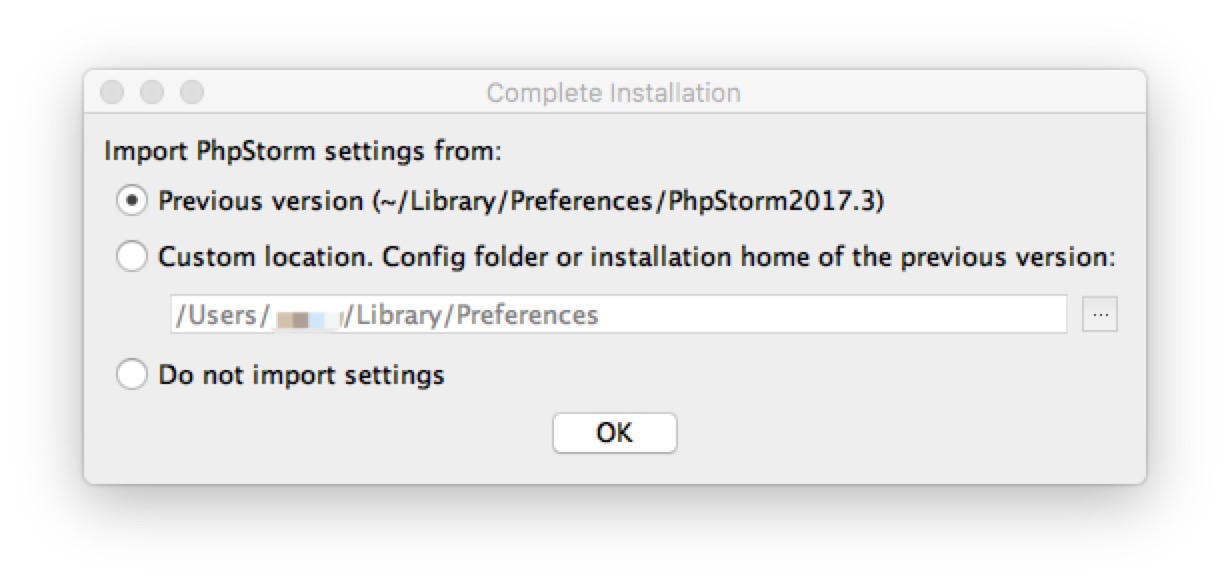 Complete Installation
Import PhpStorm settings from:
Previous version (~/Library/Preferences/PhpStorm2017.3)
Custom location. Config folder or installation home of the previous version:
/Users/ /Library/Preferences
...
Do not import settings
OK